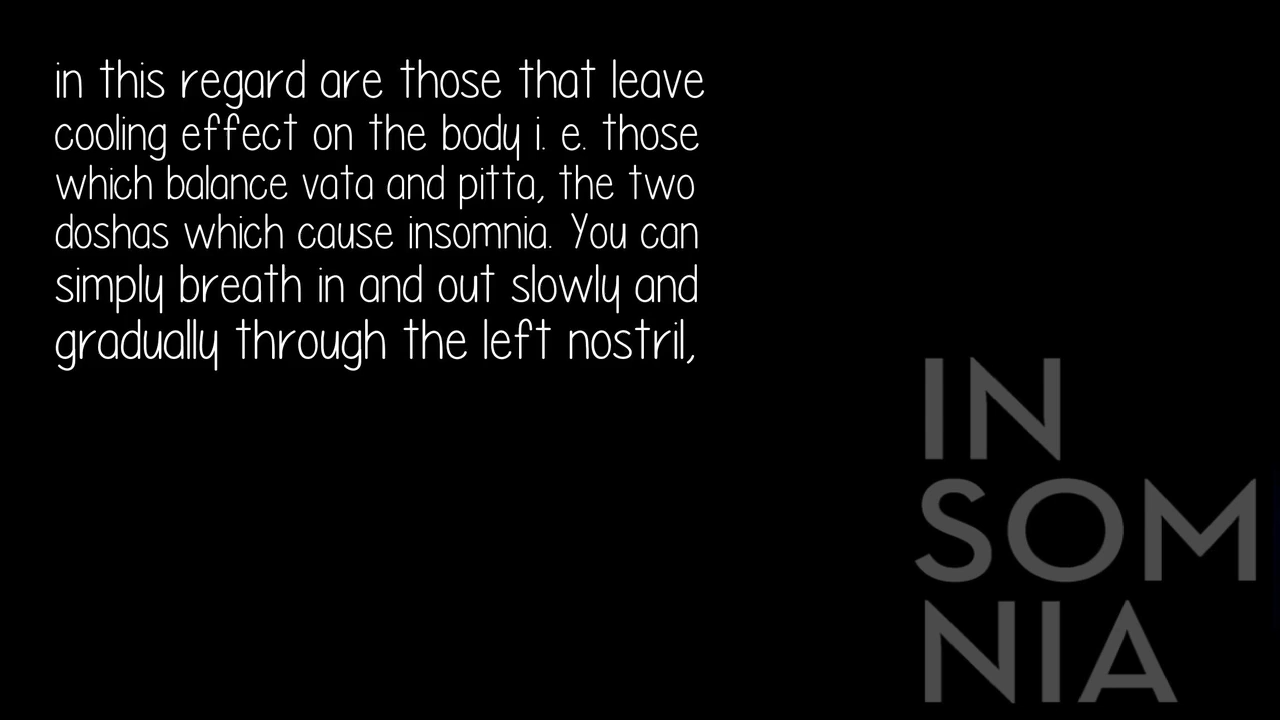 in this regard are those that leave
cooling effect on the body i. e. those
which balance vata and pitta, the two
doshas which cause insomnia. You can
simply breath in and out slowly and
gradually through the left nostril,
IN
SOM
NIA